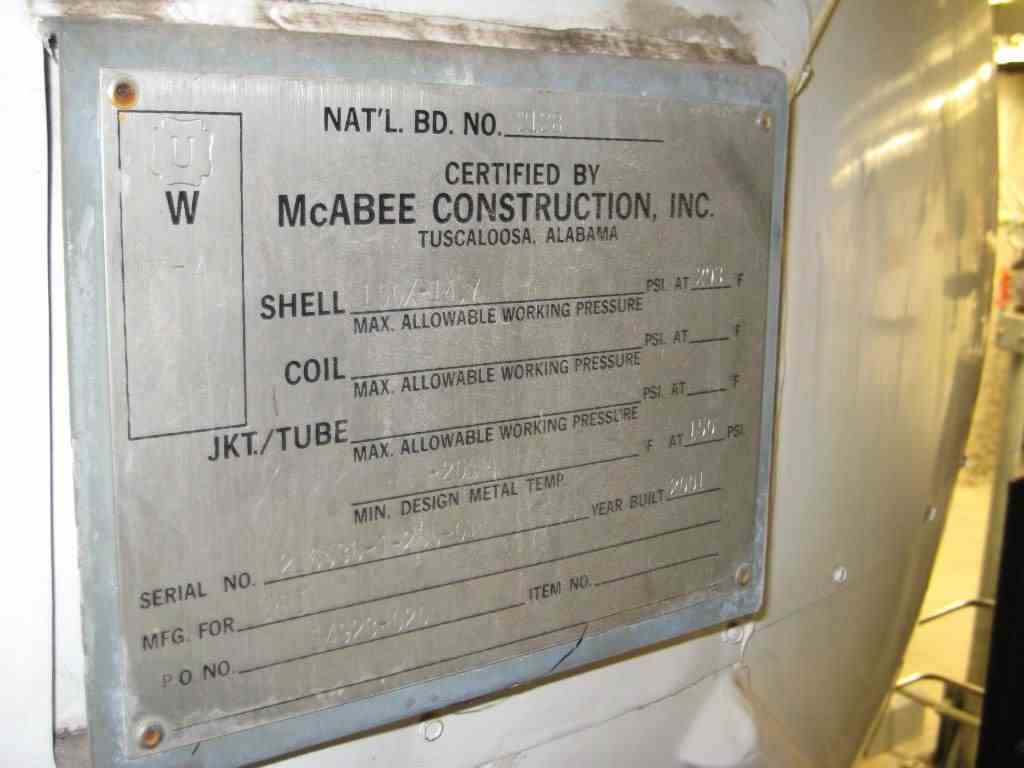 NAT'L. BD. NO.
U
W
CERTIFIED BY
McABEE CONSTRUCTION, INC.
TUSCALOOSA, ALABAMA
SHELL PSI. AT 203 °F
MAX. ALLOWABLE WORKING PRESSURE
COIL PSI. AT °F
MAX. ALLOWABLE WORKING PRESSURE
JKT./TUBE PSI. AT °F
MAX. ALLOWABLE WORKING PRESSURE
°F AT PSI.
MIN. DESIGN METAL TEMP.
SERIAL NO. YEAR BUILT 2001
MFG. FOR
P O NO. ITEM NO.